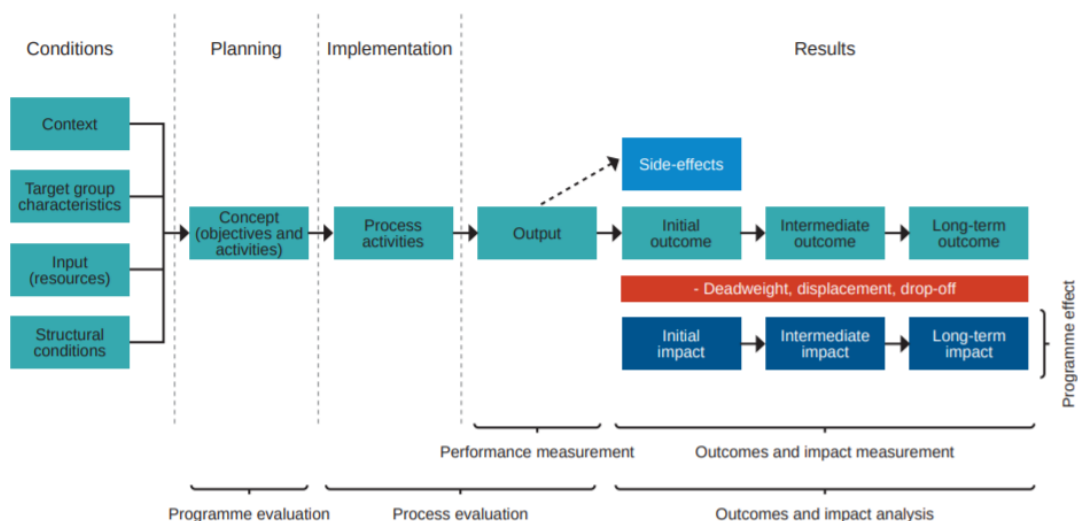 Conditions
Planning
Implementation
Results
Context
Target group
characteristics
Input
(resources)
Structural
conditions
Concept
(objectives and
activities)
Process
activities
Output
Side-effects
Initial
outcome
Intermediate
outcome
Long-term
outcome
- Deadweight, displacement, drop-off
Initial
impact
Intermediate
impact
Long-term
impact
Programme effect
Performance measurement
Outcomes and impact measurement
Programme evaluation
Process evaluation
Outcomes and impact analysis